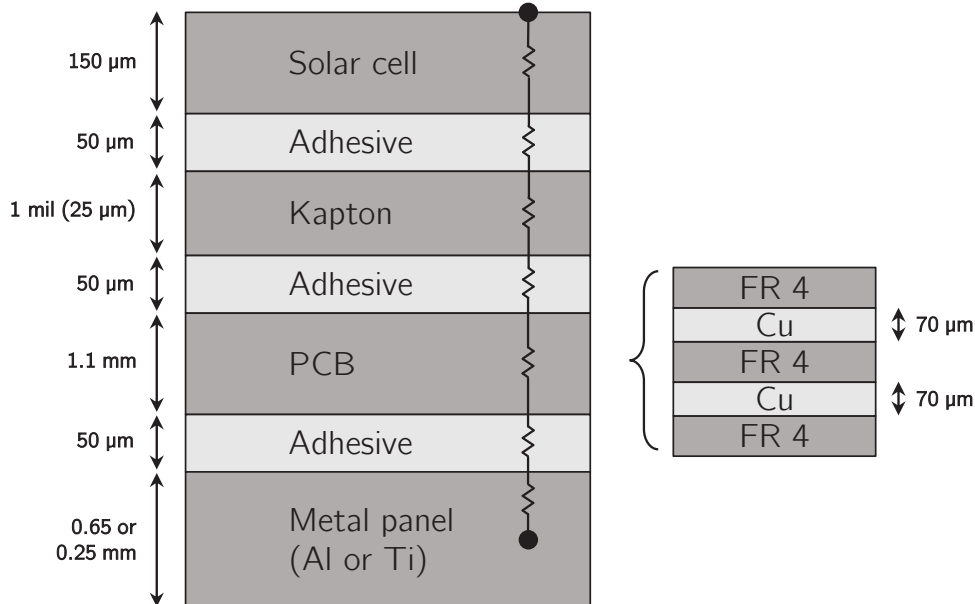 150 µm
Solar cell
50 µm
Adhesive
1 mil (25 µm)
Kapton
50 µm
Adhesive
1.1 mm
PCB
50 µm
Adhesive
0.65 or
0.25 mm
Metal panel
(Al or Ti)
FR 4
Cu
70 µm
FR 4
Cu
70 µm
FR 4